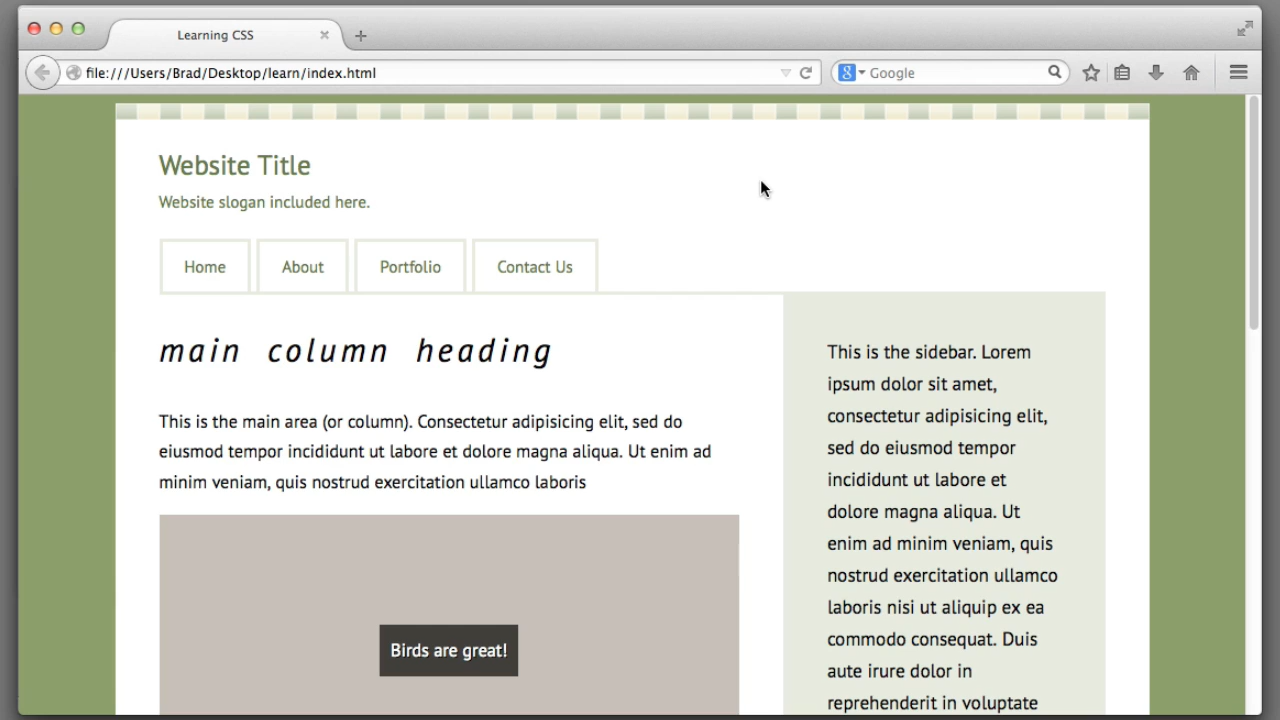 Learning CSS
file:///Users/Brad/Desktop/learn/index.html
8 Google
Website Title
Website slogan included here.
Home About Portfolio Contact Us
main column heading
This is the main area (or column). Consectetur adipisicing elit, sed do
eiusmod tempor incididunt ut labore et dolore magna aliqua. Ut enim ad
minim veniam, quis nostrud exercitation ullamco laboris
Birds are great!
This is the sidebar. Lorem
ipsum dolor sit amet,
consectetur adipisicing elit,
sed do eiusmod tempor
incididunt ut labore et
dolore magna aliqua. Ut
enim ad minim veniam, quis
nostrud exercitation ullamco
laboris nisi ut aliquip ex ea
commodo consequat. Duis
aute irure dolor in
reprehenderit in voluptate